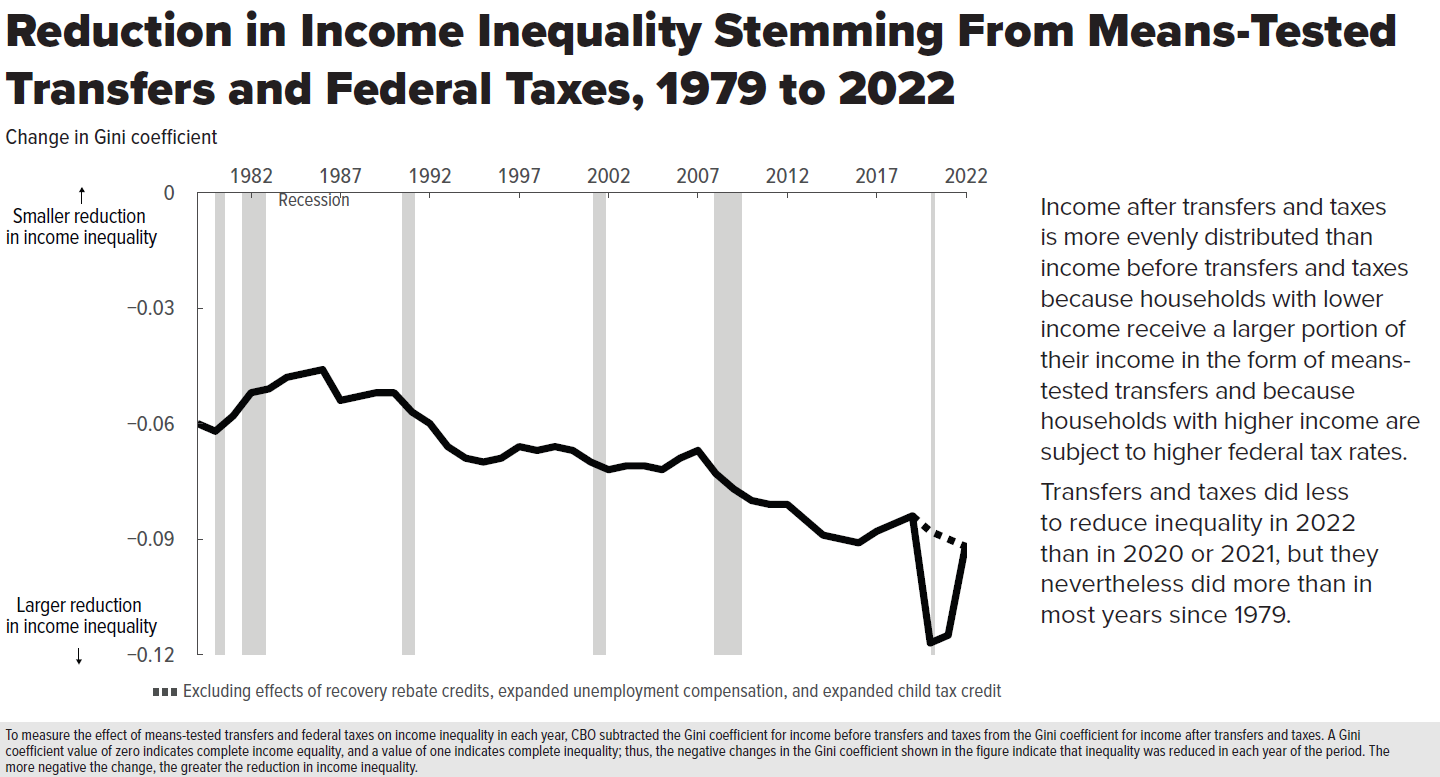 Reduction in Income Inequality Stemming From Means-Tested
Transfers and Federal Taxes, 1979 to 2022
Change in Gini coefficient
1982 1987 1992 1997 2002 2007 2012 2017 2022
0
Recession
Smaller reduction
in income inequality
−0.03
−0.06
−0.09
Larger reduction
in income inequality
−0.12
Excluding effects of recovery rebate credits, expanded unemployment compensation, and expanded child tax credit
Income after transfers and taxes
is more evenly distributed than
income before transfers and taxes
because households with lower
income receive a larger portion of
their income in the form of means-
tested transfers and because
households with higher income are
subject to higher federal tax rates.
Transfers and taxes did less
to reduce inequality in 2022
than in 2020 or 2021, but they
nevertheless did more than in
most years since 1979.
To measure the effect of means-tested transfers and federal taxes on income inequality in each year, CBO subtracted the Gini coefficient for income before transfers and taxes from the Gini coefficient for income after transfers and taxes. A Gini
coefficient value of zero indicates complete income equality, and a value of one indicates complete inequality; thus, the negative changes in the Gini coefficient shown in the figure indicate that inequality was reduced in each year of the period. The
more negative the change, the greater the reduction in income inequality.